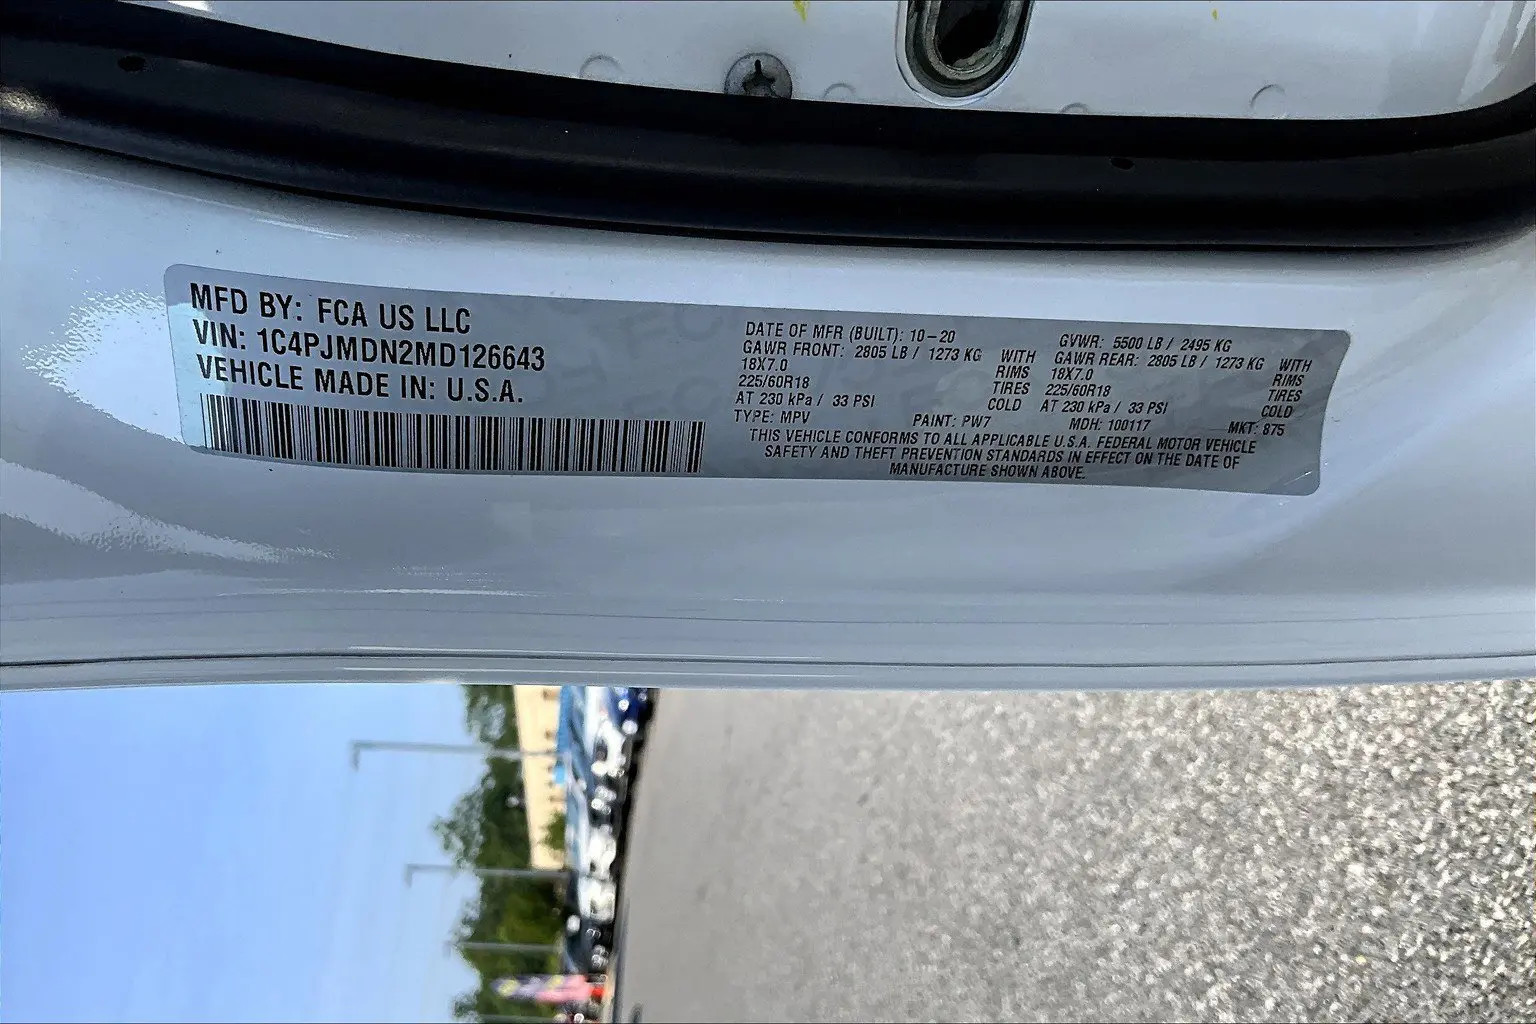 MFD BY: FCA US LLC
VIN: 1C4PJMDN2MD126643
VEHICLE MADE IN: U.S.A.
DATE OF MFR (BUILT): 10-20 GVWR: 5500 LB / 2495 KG
GAWR FRONT: 2805 LB / 1273 KG WITH GAWR REAR: 2805 LB / 1273 KG WITH
18X7.0 RIMS 18X7.0 RIMS
225/60R18 TIRES 225/60R18 TIRES
AT 230 kPa / 33 PSI COLD AT 230 kPa / 33 PSI COLD
TYPE: MPV PAINT: PW7 MDH: 100117 MKT: 875
THIS VEHICLE CONFORMS TO ALL APPLICABLE U.S.A. FEDERAL MOTOR VEHICLE
SAFETY AND THEFT PREVENTION STANDARDS IN EFFECT ON THE DATE OF
MANUFACTURE SHOWN ABOVE.